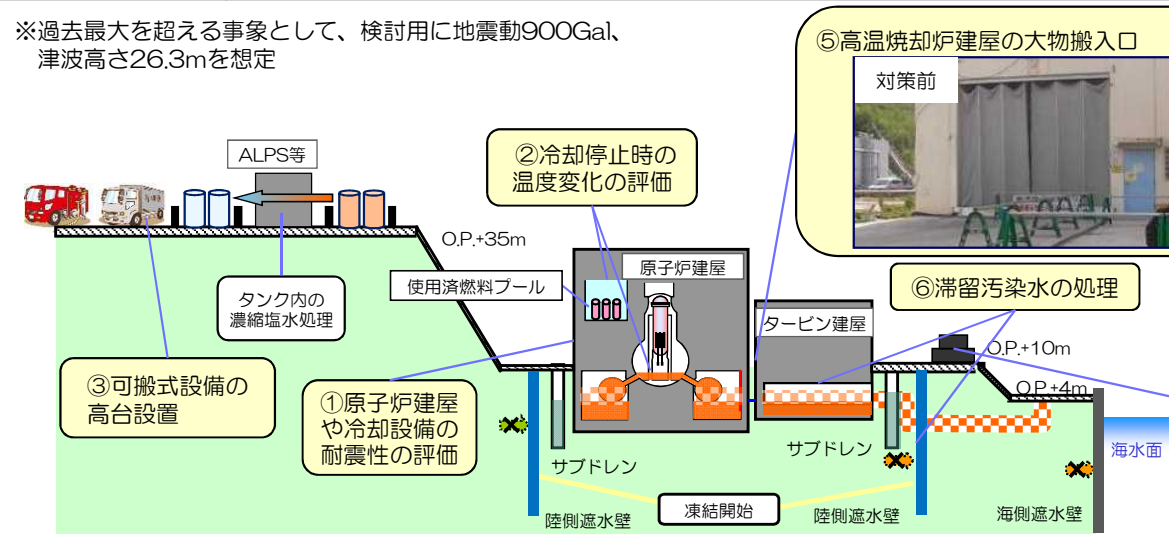 ※過去最大を超える事象として、検討用に地震動900Gal、
津波高さ26.3mを想定
⑤高温焼却炉建屋の大物搬入口
対策前
ALPS等
②冷却停止時の
温度変化の評価
O.P.+35m
原子炉建屋
使用済燃料プール
⑥滞留汚染水の処理
タンク内の
濃縮塩水処理
タービン建屋
O.P.+10m
③可搬式設備の
高台設置
①原子炉建屋
や冷却設備の
耐震性の評価
O.P.+4m
サブドレン
サブドレン
海水面
凍結開始
陸側遮水壁
陸側遮水壁
海側遮水壁